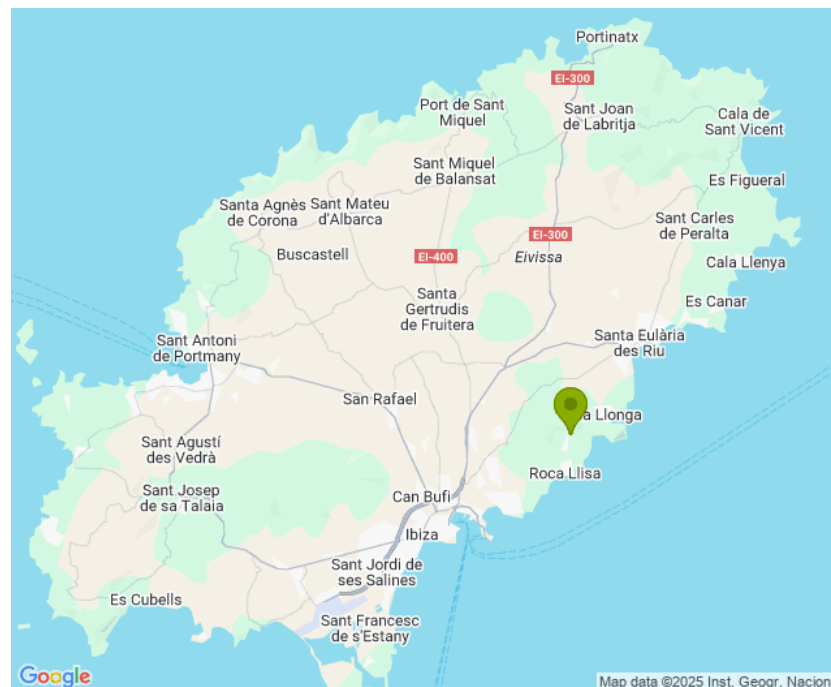 Portinatx
EI-300
Port de Sant
Miquel
Sant Joan
de Labritja
Cala de
Sant Vicent
Sant Miquel
de Balansat
Es Figueral
Santa Agnès
de Corona
Sant Mateu
d'Albarca
Sant Carles
de Peralta
EI-300
Buscastell
EI-400
Eivissa
Cala Llenya
Santa
Gertrudis
de Fruitera
Es Canar
Sant Antoni
de Portmany
Santa Eulària
des Riu
San Rafael
a Llonga
Sant Agustí
des Vedrà
Roca Llisa
Sant Josep
de sa Talaia
Can Bufi
Ibiza
Sant Jordi de
ses Salines
Es Cubells
Sant Francesc
de s'Estany
Google
Map data ©2025 Inst. Geogr. Nacion